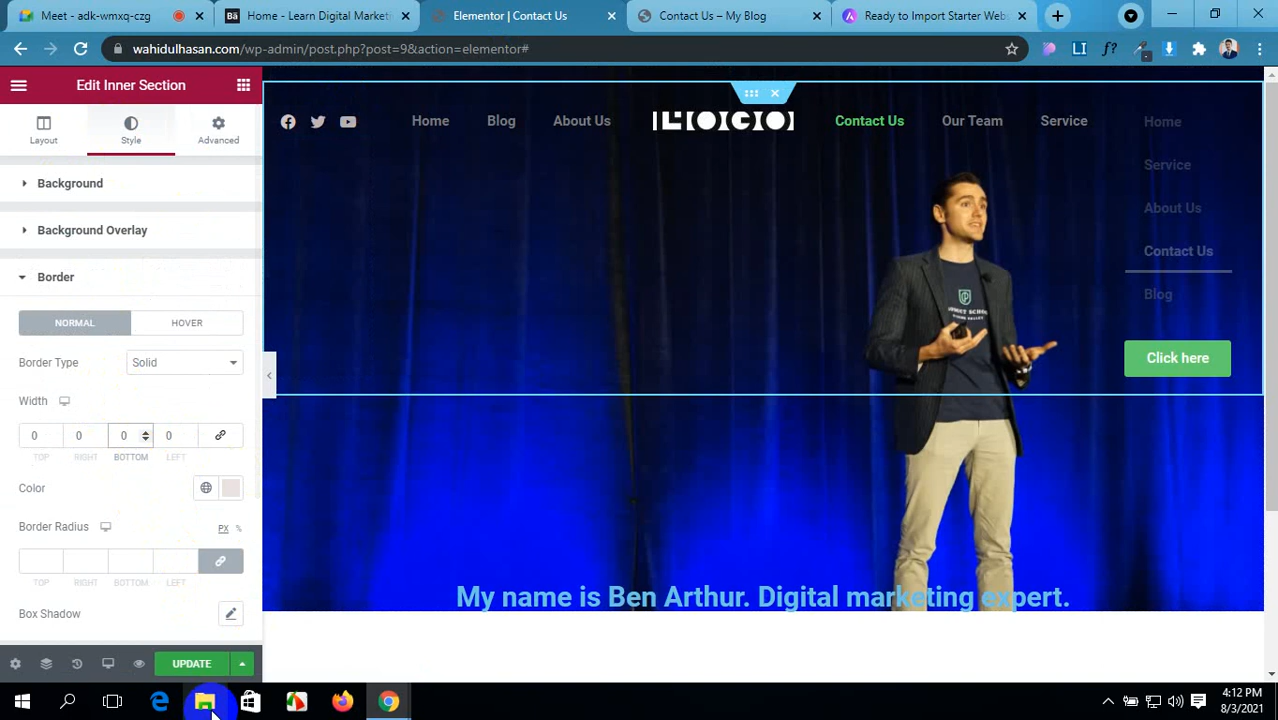 Meet - adk-wmxq-czg
Home - Learn Digital Market
Elementor | Contact Us
Contact Us – My Blog
Ready to Import Starter Web
wahidulhasan.com/wp-admin/post.php?post=9&action=elementor#
Edit Inner Section
Layout
Style
Advanced
Background
Background Overlay
Border
NORMAL
HOVER
Border Type
Solid
Width
0 0 0 0
TOP RIGHT BOTTOM LEFT
Color
Border Radius
PX %
TOP RIGHT BOTTOM LEFT
Box Shadow
UPDATE
Home
Blog
About Us
LOGO
Contact Us
Our Team
Service
Home
Service
About Us
Contact Us
Blog
Click here
My name is Ben Arthur. Digital marketing expert.
4:12 PM
8/3/2021